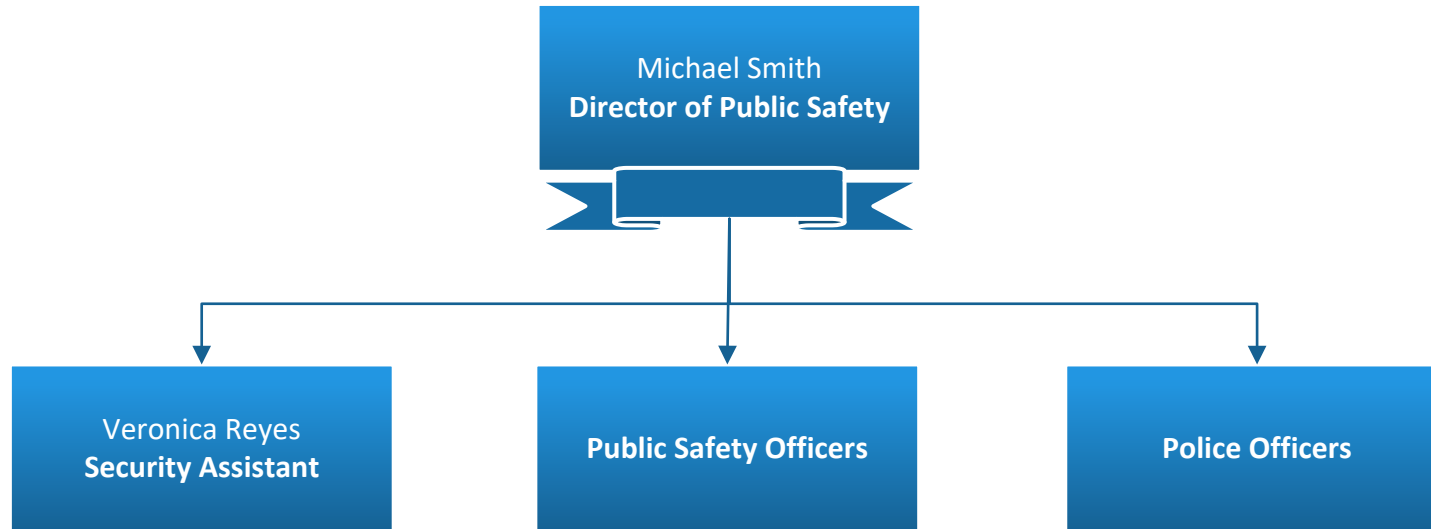 Michael Smith
Director of Public Safety
Veronica Reyes
Security Assistant
Public Safety Officers
Police Officers